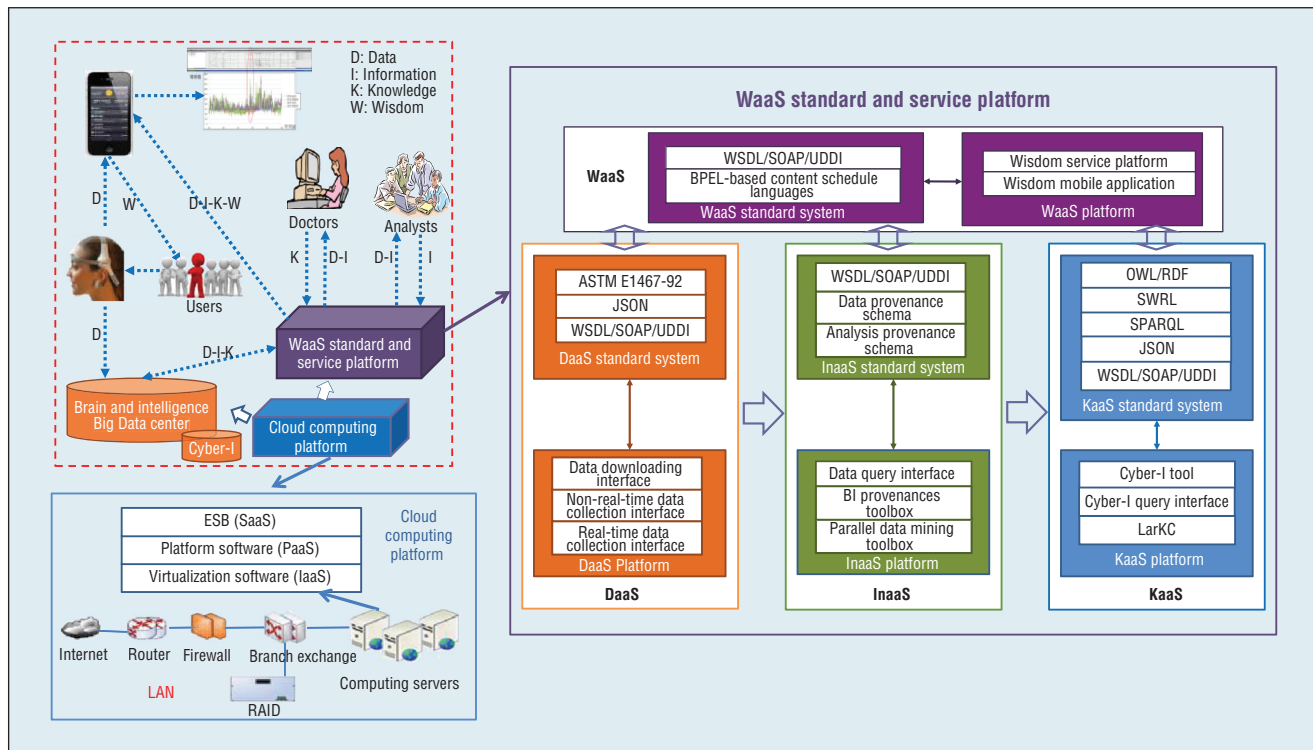 D: Data
I: Information
K: Knowledge
W: Wisdom
D
W
D-I-K-W
Doctors
Analysts
K
D-I
D-I
I
Users
D
D-I-K
WaaS standard and
service platform
Brain and intelligence
Big Data center
Cyber-I
Cloud computing
platform
ESB (SaaS)
Platform software (PaaS)
Virtualization software (IaaS)
Cloud
computing
platform
Internet
Router
Firewall
Branch exchange
Computing servers
LAN
RAID
WaaS standard and service platform
WaaS
WSDL/SOAP/UDDI
BPEL-based content schedule
languages
WaaS standard system
Wisdom service platform
Wisdom mobile application
WaaS platform
ASTM E1467-92
JSON
WSDL/SOAP/UDDI
DaaS standard system
Data downloading
interface
Non-real-time data
collection interface
Real-time data
collection interface
DaaS Platform
DaaS
WSDL/SOAP/UDDI
Data provenance
schema
Analysis provenance
schema
InaaS standard system
Data query interface
BI provenances
toolbox
Parallel data mining
toolbox
InaaS platform
InaaS
OWL/RDF
SWRL
SPARQL
JSON
WSDL/SOAP/UDDI
KaaS standard system
Cyber-I tool
Cyber-I query interface
LarKC
KaaS platform
KaaS